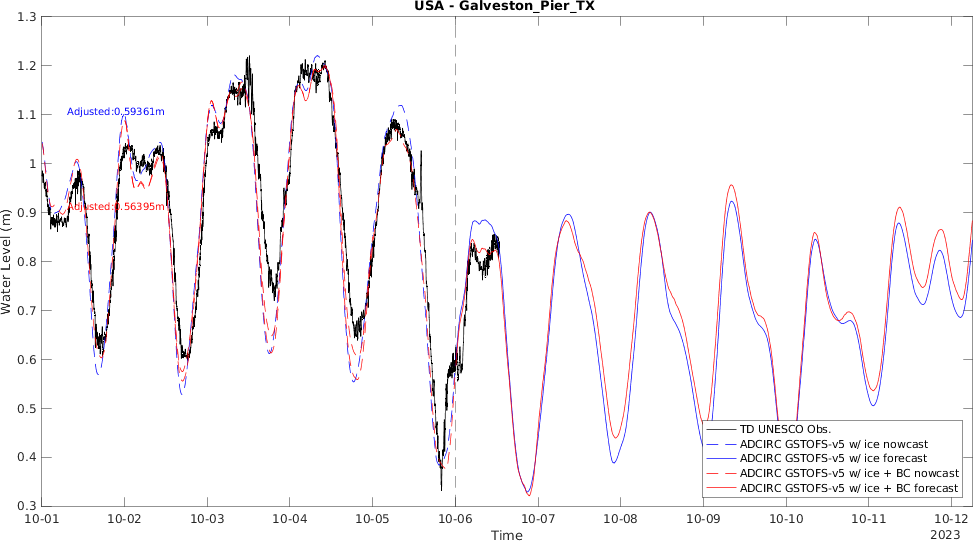 USA - Galveston_Pier_TX
1.3
1.2
1.1
1
0.9
0.8
0.7
0.6
0.5
0.4
0.3
Water Level (m)
Adjusted:0.59361m
Adjusted:0.56395m
TD UNESCO Obs.
ADCIRC GSTOFS-v5 w/ ice nowcast
ADCIRC GSTOFS-v5 w/ ice forecast
ADCIRC GSTOFS-v5 w/ ice + BC nowcast
ADCIRC GSTOFS-v5 w/ ice + BC forecast
10-01 10-02 10-03 10-04 10-05 10-06 10-07 10-08 10-09 10-10 10-11 10-12
Time
2023